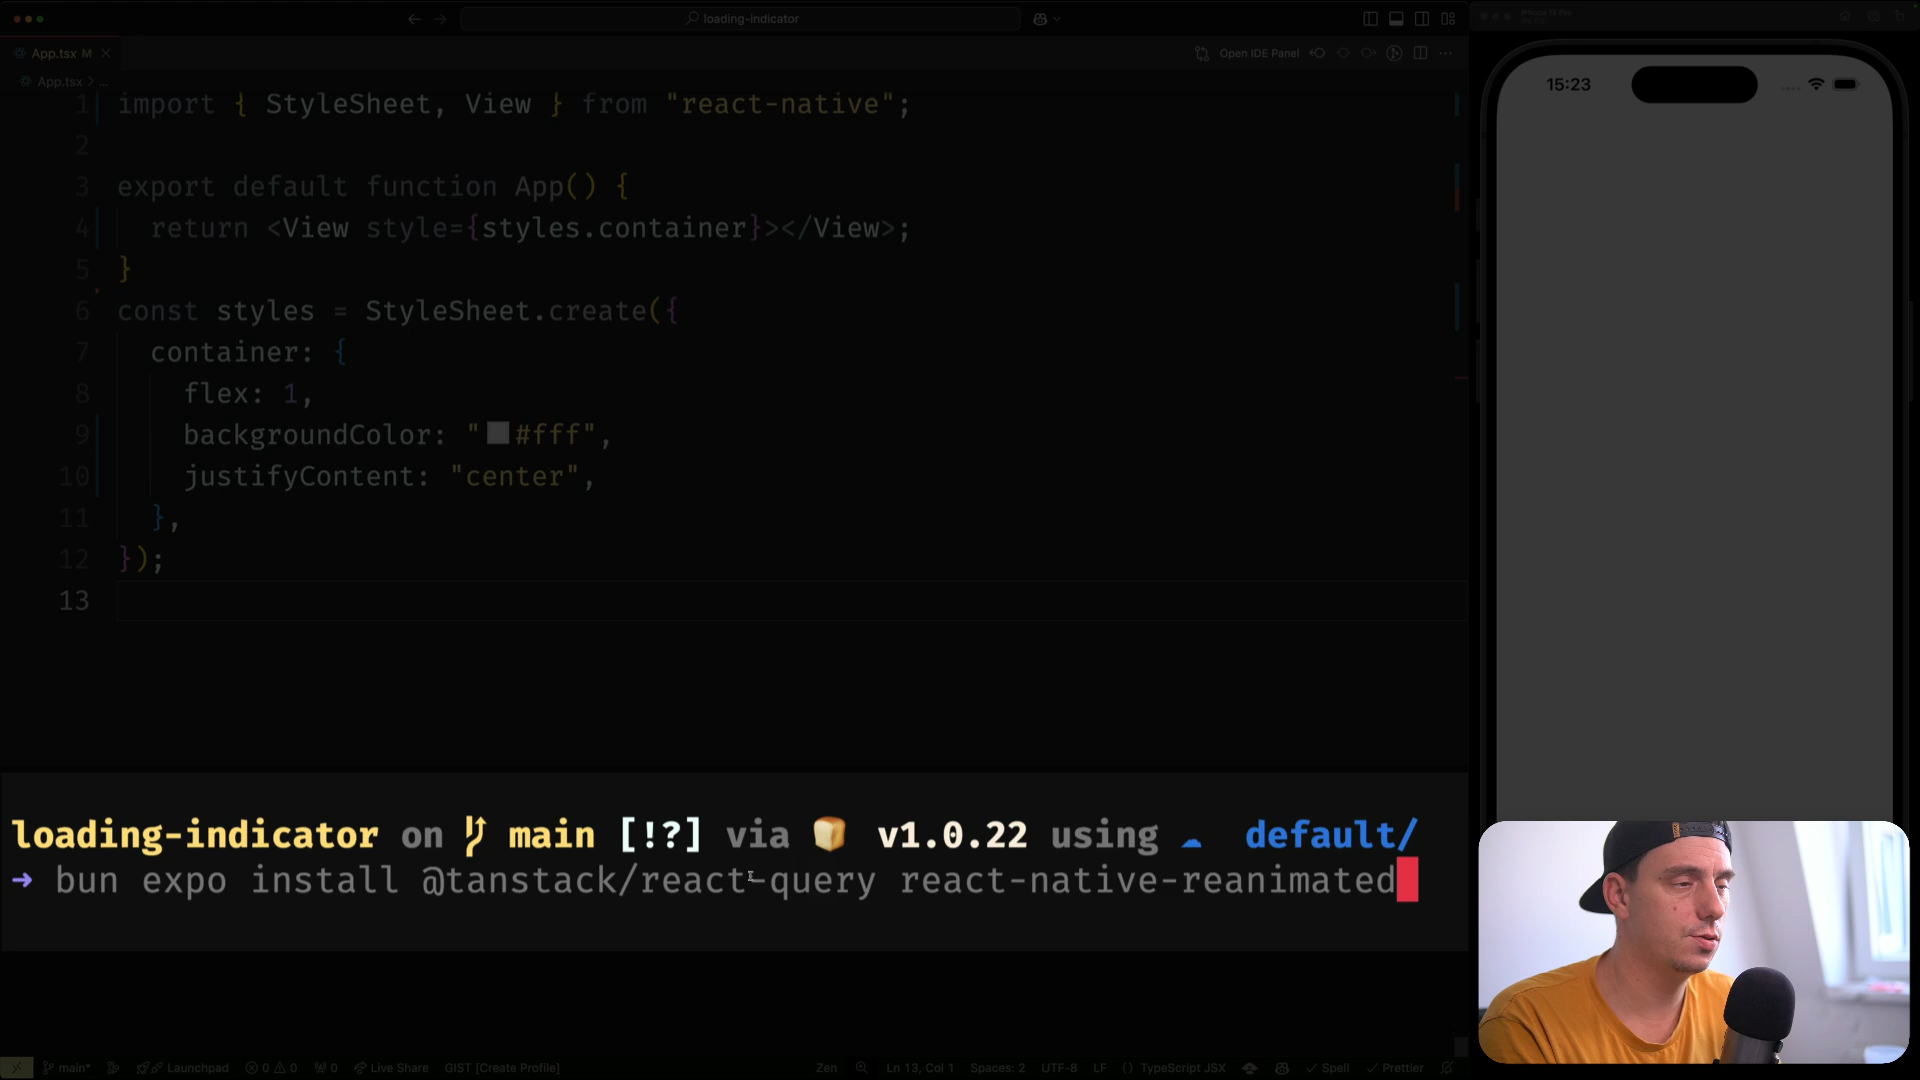 loading-indicator
App.tsx M
Open IDE Panel
App.tsx > ...
15:23
1 import { StyleSheet, View } from "react-native";
2
3 export default function App() {
4 return <View style={styles.container}></View>;
5 }
6 const styles = StyleSheet.create({
7 container: {
8 flex: 1,
9 backgroundColor: "#fff",
10 justifyContent: "center",
11 },
12 });
13
loading-indicator on main [!?] via v1.0.22 using default/
→ bun expo install @tanstack/react-query react-native-reanimated
main* Launchpad 0 0 0 Live Share GIST [Create Profile] Zen Ln 13, Col 1 Spaces: 2 UTF-8 LF {} TypeScript JSX Spell Prettier